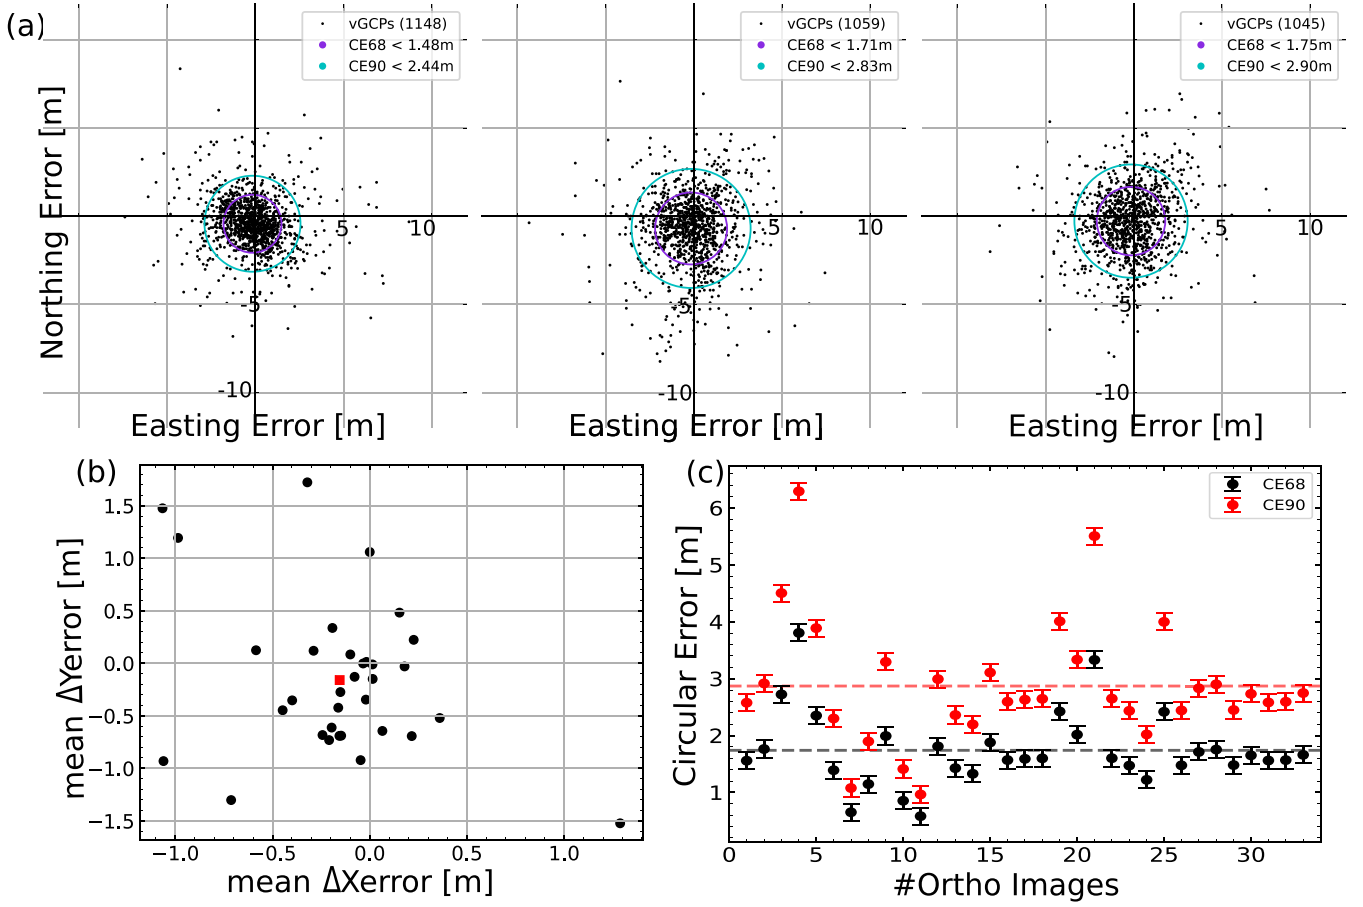 (a)
Northing Error [m]
vGCPs (1148)
CE68 < 1.48m
CE90 < 2.44m
5
10
-5
-10
Easting Error [m]
vGCPs (1059)
CE68 < 1.71m
CE90 < 2.83m
5
10
-5
-10
Easting Error [m]
vGCPs (1045)
CE68 < 1.75m
CE90 < 2.90m
5
10
-5
-10
Easting Error [m]
(b)
mean ΔYerror [m]
1.5
1.0
0.5
0.0
−0.5
−1.0
−1.5
−1.0 −0.5 0.0 0.5 1.0
mean ΔXerror [m]
(c)
Circular Error [m]
CE68
CE90
6
5
4
3
2
1
0 5 10 15 20 25 30
#Ortho Images